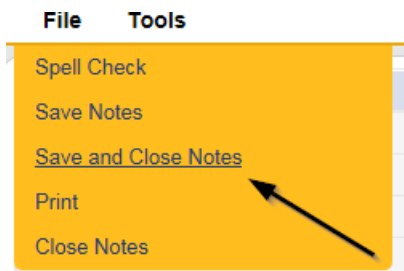 File Tools
Spell Check
Save Notes
Save and Close Notes
Print
Close Notes